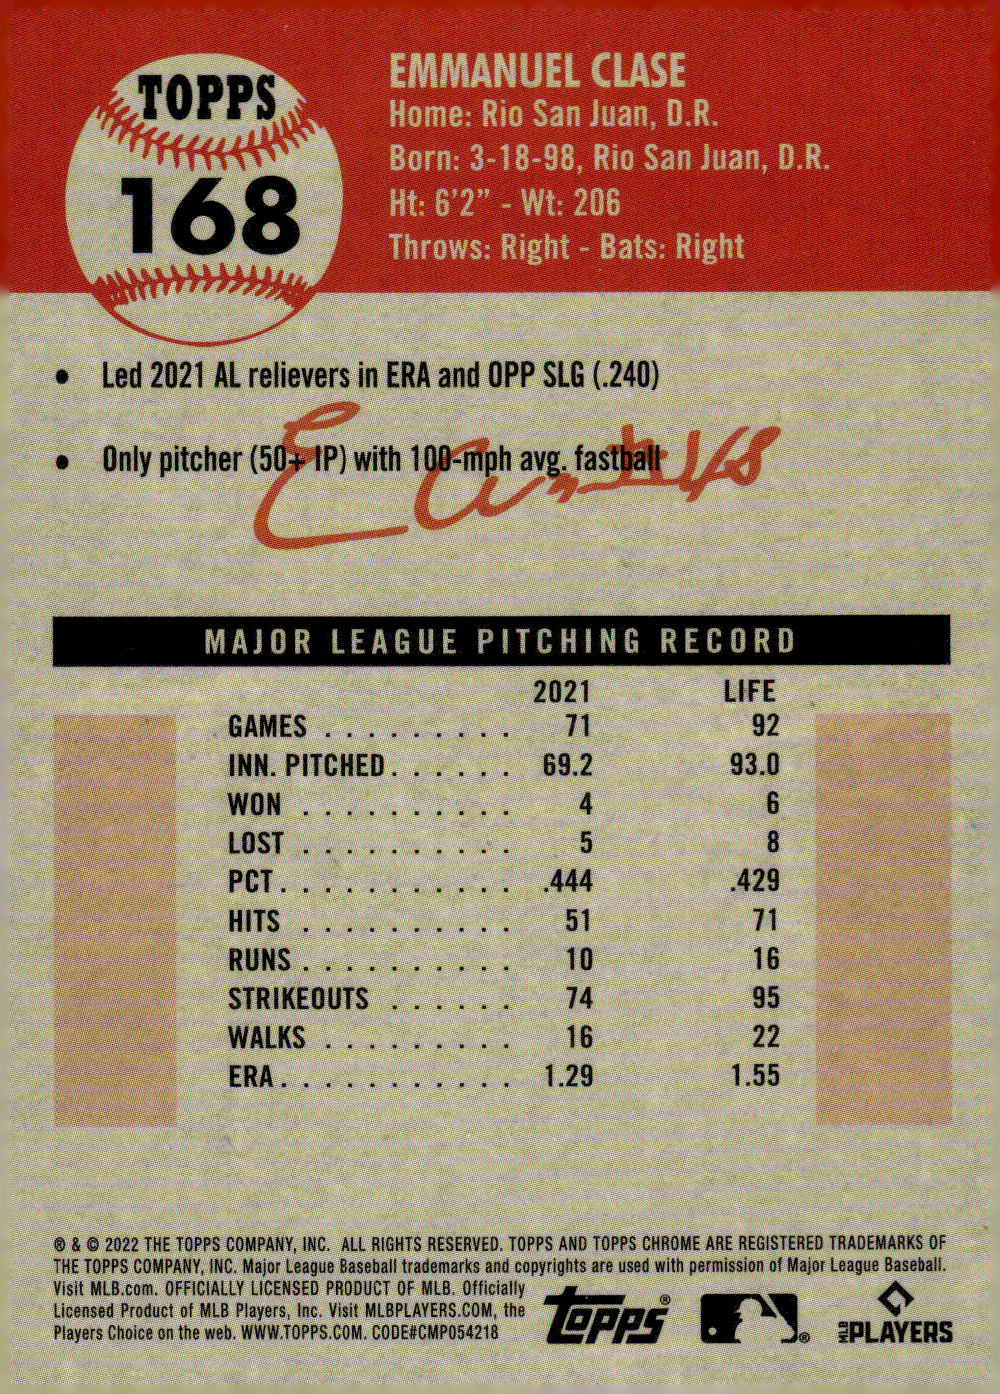 TOPPS
168
EMMANUEL CLASE
Home: Rio San Juan, D.R.
Born: 3-18-98, Rio San Juan, D.R.
Ht: 6'2” - Wt: 206
Throws: Right - Bats: Right
• Led 2021 AL relievers in ERA and OPP SLG (.240)
• Only pitcher (50+ IP) with 100-mph avg. fastball
MAJOR LEAGUE PITCHING RECORD
2021 LIFE
GAMES . . . . . . . . . 71 92
INN. PITCHED . . . . . . 69.2 93.0
WON . . . . . . . . . . 4 6
LOST . . . . . . . . . . 5 8
PCT . . . . . . . . . . . .444 .429
HITS . . . . . . . . . . 51 71
RUNS . . . . . . . . . . 10 16
STRIKEOUTS . . . . . . 74 95
WALKS . . . . . . . . . 16 22
ERA . . . . . . . . . . . 1.29 1.55
® & © 2022 THE TOPPS COMPANY, INC. ALL RIGHTS RESERVED. TOPPS AND TOPPS CHROME ARE REGISTERED TRADEMARKS OF
THE TOPPS COMPANY, INC. Major League Baseball trademarks and copyrights are used with permission of Major League Baseball.
Visit MLB.com. OFFICIALLY LICENSED PRODUCT OF MLB. Officially
Licensed Product of MLB Players, Inc. Visit MLBPLAYERS.COM, the
Players Choice on the web. WWW.TOPPS.COM. CODE#CMP054218
Topps®
®
MLB PLAYERS